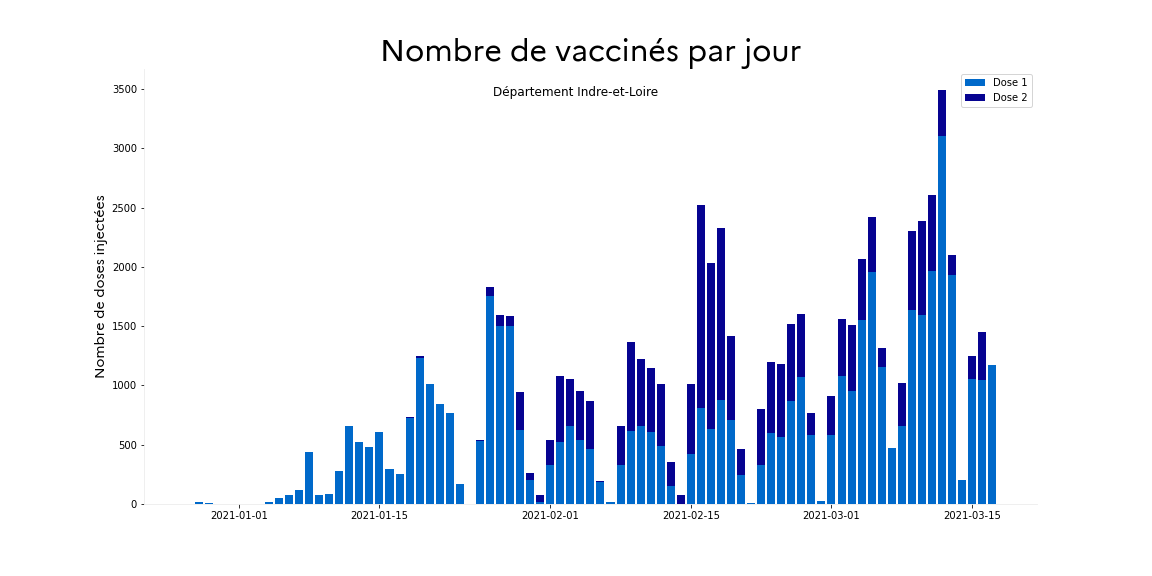 Nombre de vaccinés par jour
Département Indre-et-Loire
Dose 1
Dose 2
Nombre de doses injectées
3500
3000
2500
2000
1500
1000
500
0
2021-01-01
2021-01-15
2021-02-01
2021-02-15
2021-03-01
2021-03-15